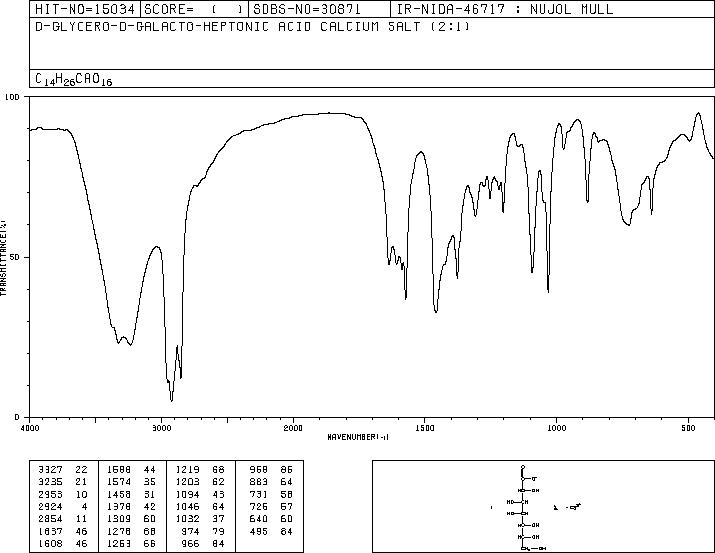 HIT-NO=15034 SCORE= ( ) SDBS-NO=30871 IR-NIDA-46717 : NUJOL MULL
D-GLYCERO-D-GALACTO-HEPTONIC ACID CALCIUM SALT (2:1)
C14H26CAO16
100
TRANSMITTANCE(%)
50
0
4000 3000 2000 1500 1000
WAVENUMBER(-1)
3327 22 1588 44 1219 68 968 86
3235 21 1574 35 1203 62 883 64
2953 10 1458 31 1094 43 731 58
2924 4 1378 42 1046 64 726 57
2854 11 1309 60 1032 37 640 60
1637 46 1278 68 974 79 495 84
1608 46 1253 66 966 84